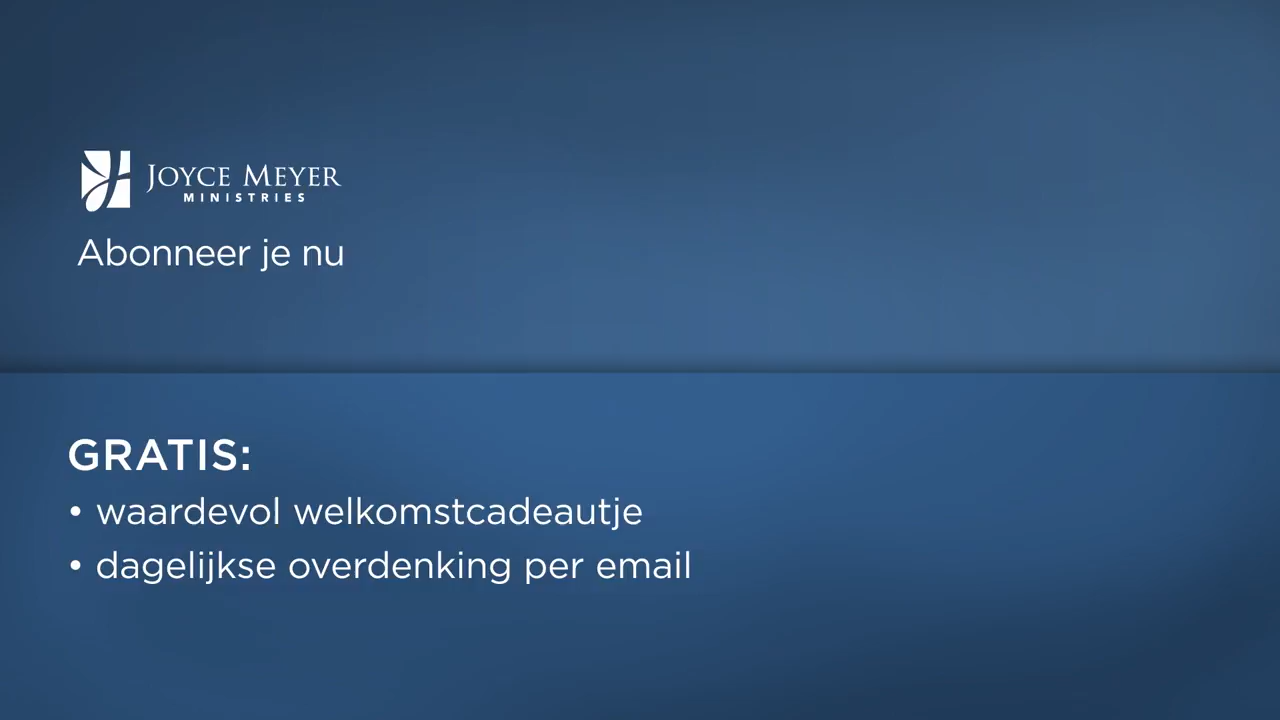 JOYCE MEYER
MINISTRIES
Abonneer je nu
GRATIS:
• waardevol welkomstcadeautje
• dagelijkse overdenking per email